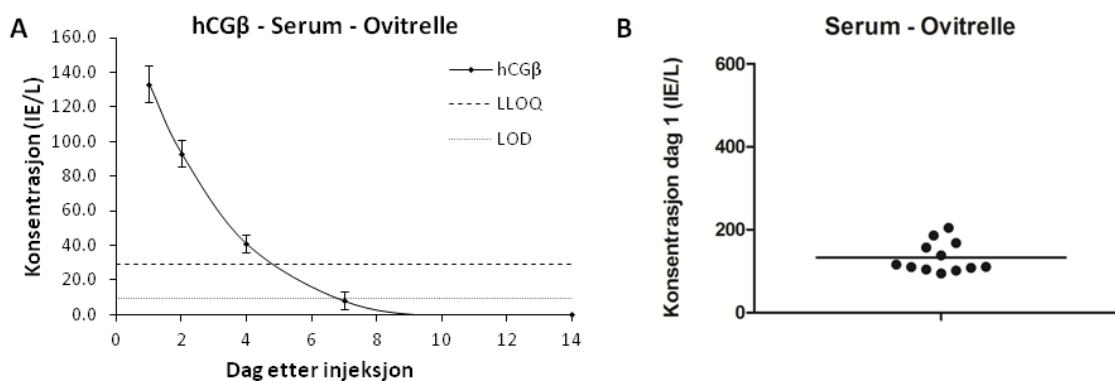 A
hCGβ - Serum - Ovitrelle
Konsentrasjon (IE/L)
160.0
140.0
120.0
100.0
80.0
60.0
40.0
20.0
0.0
0 2 4 6 8 10 12 14
Dag etter injeksjon
hCGβ
LLOQ
LOD
B
Serum - Ovitrelle
Konsentrasjon dag 1 (IE/L)
600
400
200
0